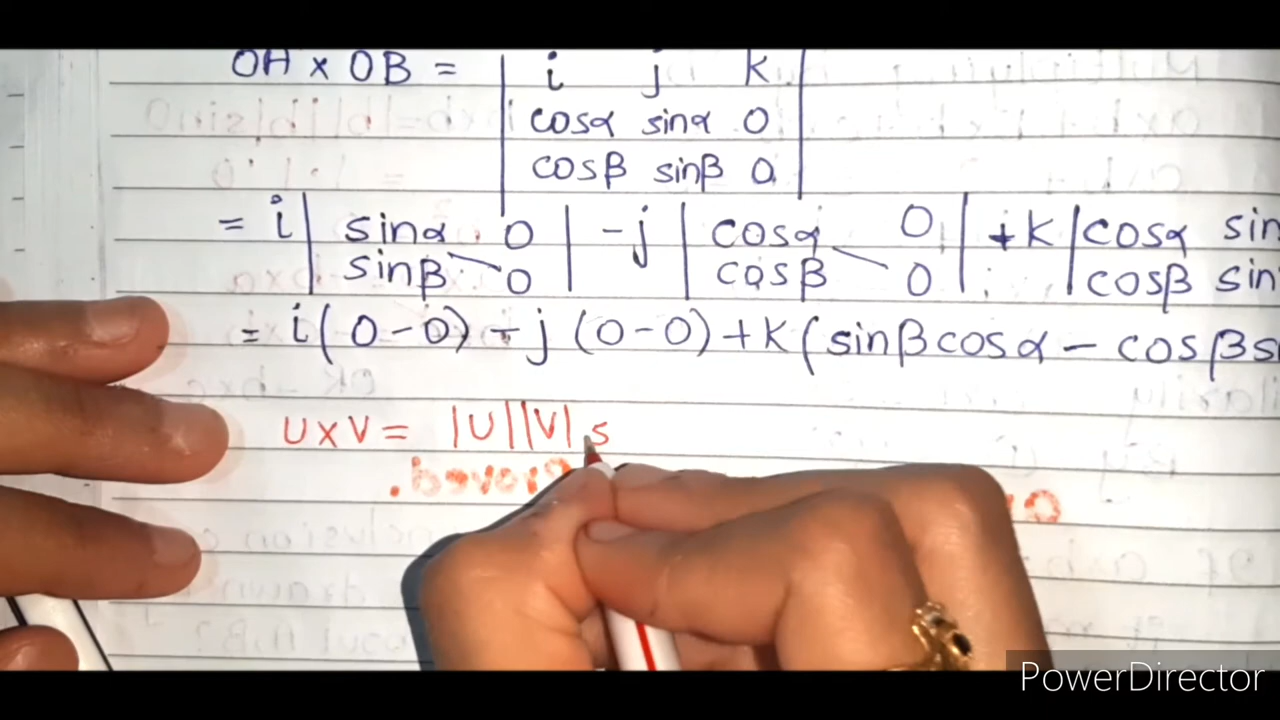 OA × OB = | i j k |
| cosα sinα 0 |
| cosβ sinβ 0 |
= i | sinα 0 | - j | cosα 0 | + k | cosα sin
| sinβ 0 | | cosβ 0 | | cosβ sin
= i ( 0 - 0 ) - j ( 0 - 0 ) + k ( sinβ cosα - cosβ s
U × V = |U| |V| s
PowerDirector